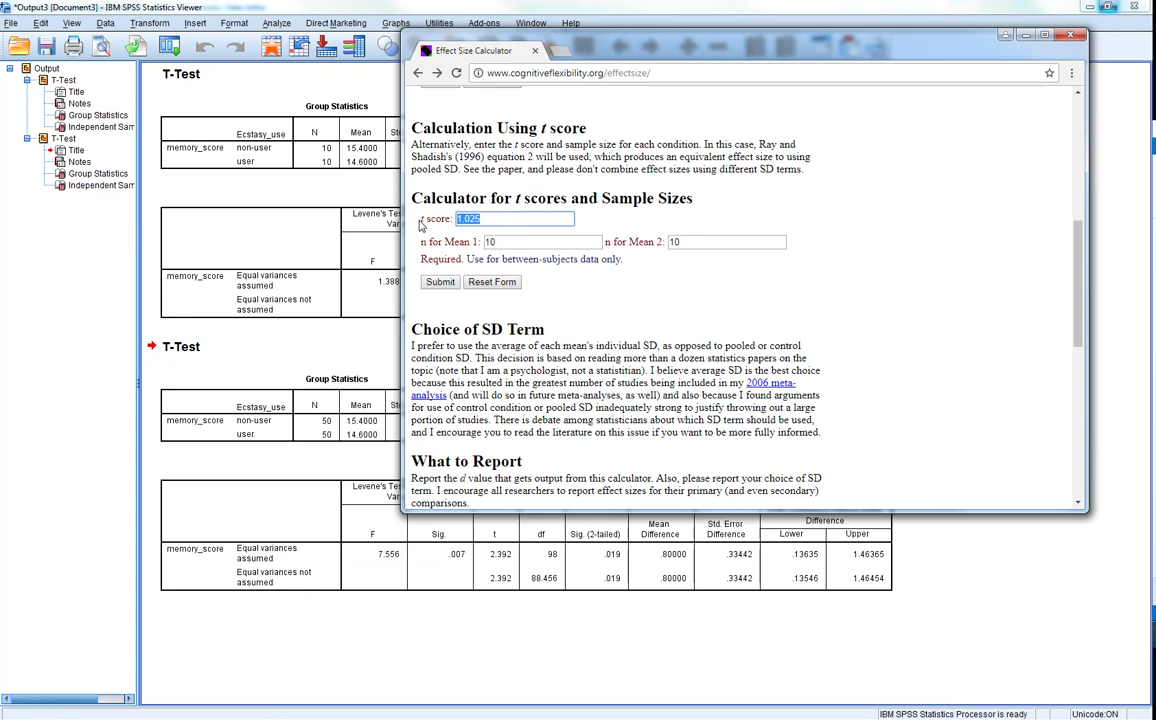 *Output3 [Document3] - IBM SPSS Statistics Viewer
File Edit View Data Transform Insert Format Analyze Direct Marketing Graphs Utilities Add-ons Window Help
Output
T-Test
Title
Notes
Group Statistics
Independent Sam
T-Test
Title
Notes
Group Statistics
Independent Sam
T-Test
Group Statistics
Ecstasy_use N Mean
memory_score non-user 10 15.4000
user 10 14.6000
Levene's Test
F
memory_score Equal variances assumed 1.388
Equal variances not assumed
T-Test
Group Statistics
Ecstasy_use N Mean
memory_score non-user 50 15.4000
user 50 14.6000
Difference
F Sig. t df Sig. (2-tailed) Mean Difference Std. Error Difference Lower Upper
memory_score Equal variances assumed 7.556 .007 2.392 98 .019 .80000 .33442 .13635 1.46365
Equal variances not assumed 2.392 88.456 .019 .80000 .33442 .13546 1.46454
Effect Size Calculator
www.cognitiveflexibility.org/effectsize/
Calculation Using t score
Alternatively, enter the t score and sample size for each condition. In this case, Ray and
Shadish's (1996) equation 2 will be used, which produces an equivalent effect size to using
pooled SD. See the paper, and please don't combine effect sizes using different SD terms.
Calculator for t scores and Sample Sizes
t score: 1.025
n for Mean 1: 10 n for Mean 2: 10
Required. Use for between-subjects data only.
Submit Reset Form
Choice of SD Term
I prefer to use the average of each mean's individual SD, as opposed to pooled or control
condition SD. This decision is based on reading more than a dozen statistics papers on the
topic (note that I am a psychologist, not a statistitian). I believe average SD is the best choice
because this resulted in the greatest number of studies being included in my 2006 meta-
analysis (and will do so in future meta-analyses, as well) and also because I found arguments
for use of control condition or pooled SD inadequately strong to justify throwing out a large
portion of studies. There is debate among statisticians about which SD term should be used,
and I encourage you to read the literature on this issue if you want to be more fully informed.
What to Report
Report the d value that gets output from this calculator. Also, please report your choice of SD
term. I encourage all researchers to report effect sizes for their primary (and even secondary)
comparisons.
IBM SPSS Statistics Processor is ready Unicode:ON